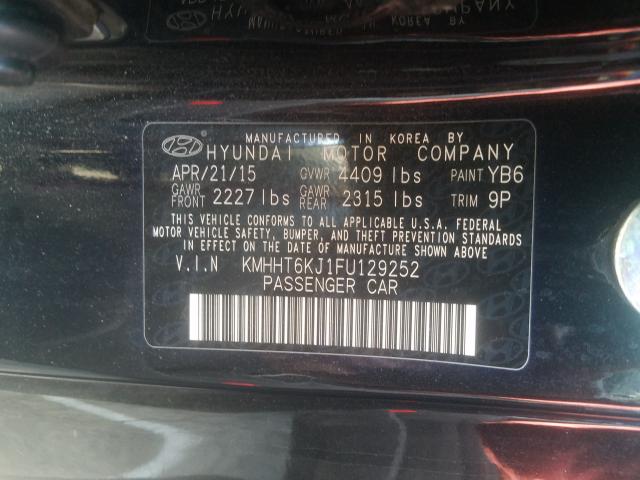 MANUFACTURED IN KOREA BY
HYUNDAI MOTOR COMPANY
APR/21/15 GVWR 4409 lbs PAINT YB6
GAWR FRONT 2227 lbs GAWR REAR 2315 lbs TRIM 9P
THIS VEHICLE CONFORMS TO ALL APPLICABLE U.S.A. FEDERAL
MOTOR VEHICLE SAFETY, BUMPER, AND THEFT PREVENTION STANDARDS
IN EFFECT ON THE DATE OF MANUFACTURE SHOWN ABOVE
V.I.N KMHHT6KJ1FU129252
PASSENGER CAR